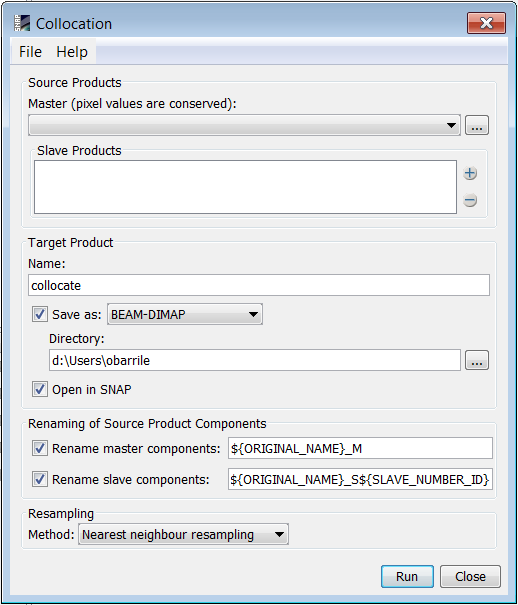 SNAP
Collocation
File Help
Source Products
Master (pixel values are conserved):
...
Slave Products
Target Product
Name:
collocate
Save as: BEAM-DIMAP
Directory:
d:\Users\obarrile
...
Open in SNAP
Renaming of Source Product Components
Rename master components: ${ORIGINAL_NAME}_M
Rename slave components: ${ORIGINAL_NAME}_S${SLAVE_NUMBER_ID}
Resampling
Method: Nearest neighbour resampling
Run Close